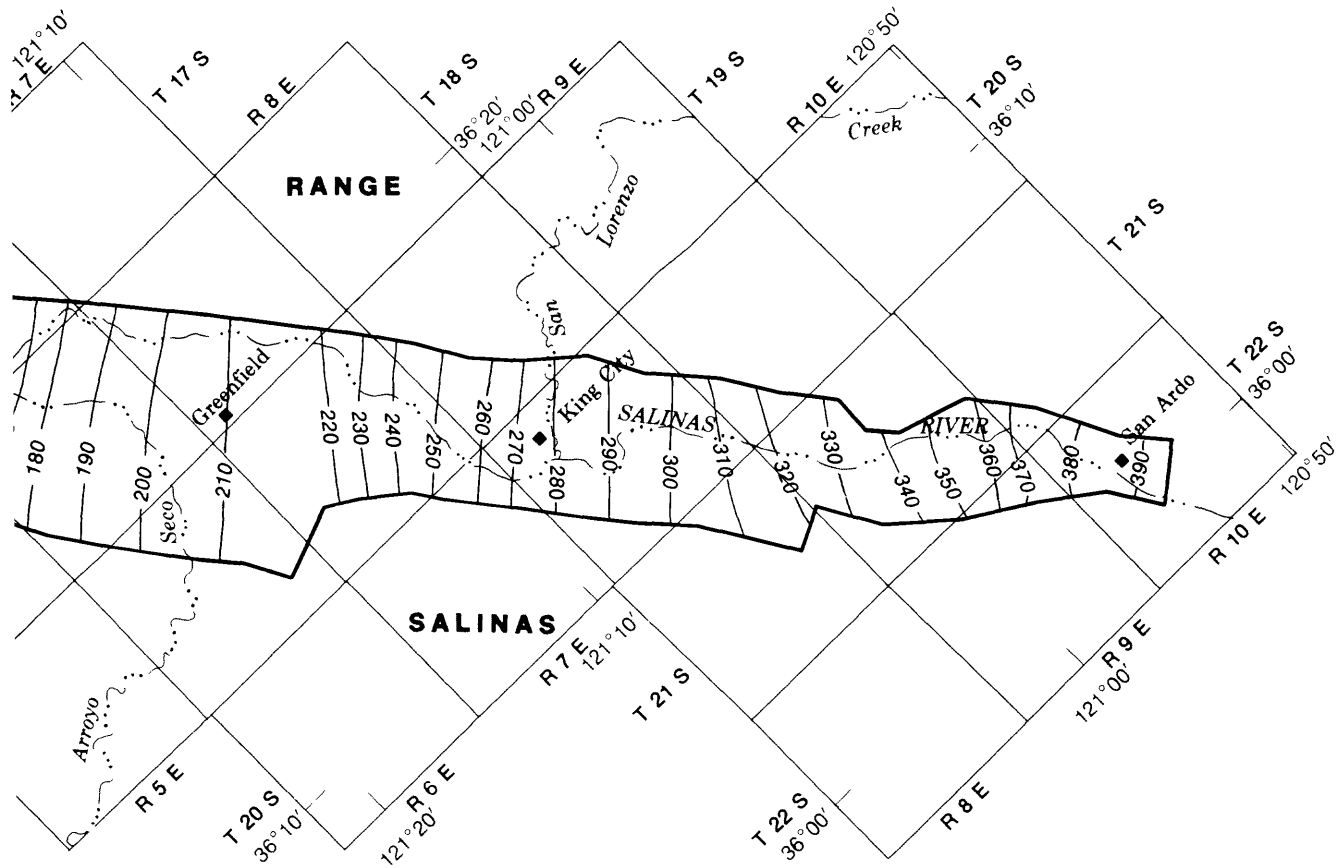 121°10′
R 7 E
T 17 S
R 8 E
T 18 S
36°20′
121°00′
R 9 E
T 19 S
R 10 E
120°50′
T 20 S
36°10′
Creek
RANGE
Lorenzo
San
T 21 S
T 22 S
36°00′
120°50′
Greenfield
King City
SALINAS
RIVER
San Ardo
180
190
200
210
220
230
240
250
260
270
280
290
300
310
320
330
340
350
360
370
380
390
Seco
Arroyo
SALINAS
R 10 E
R 9 E
121°00′
R 8 E
R 7 E
121°10′
T 21 S
T 22 S
36°00′
R 6 E
121°20′
R 5 E
T 20 S
36°10′